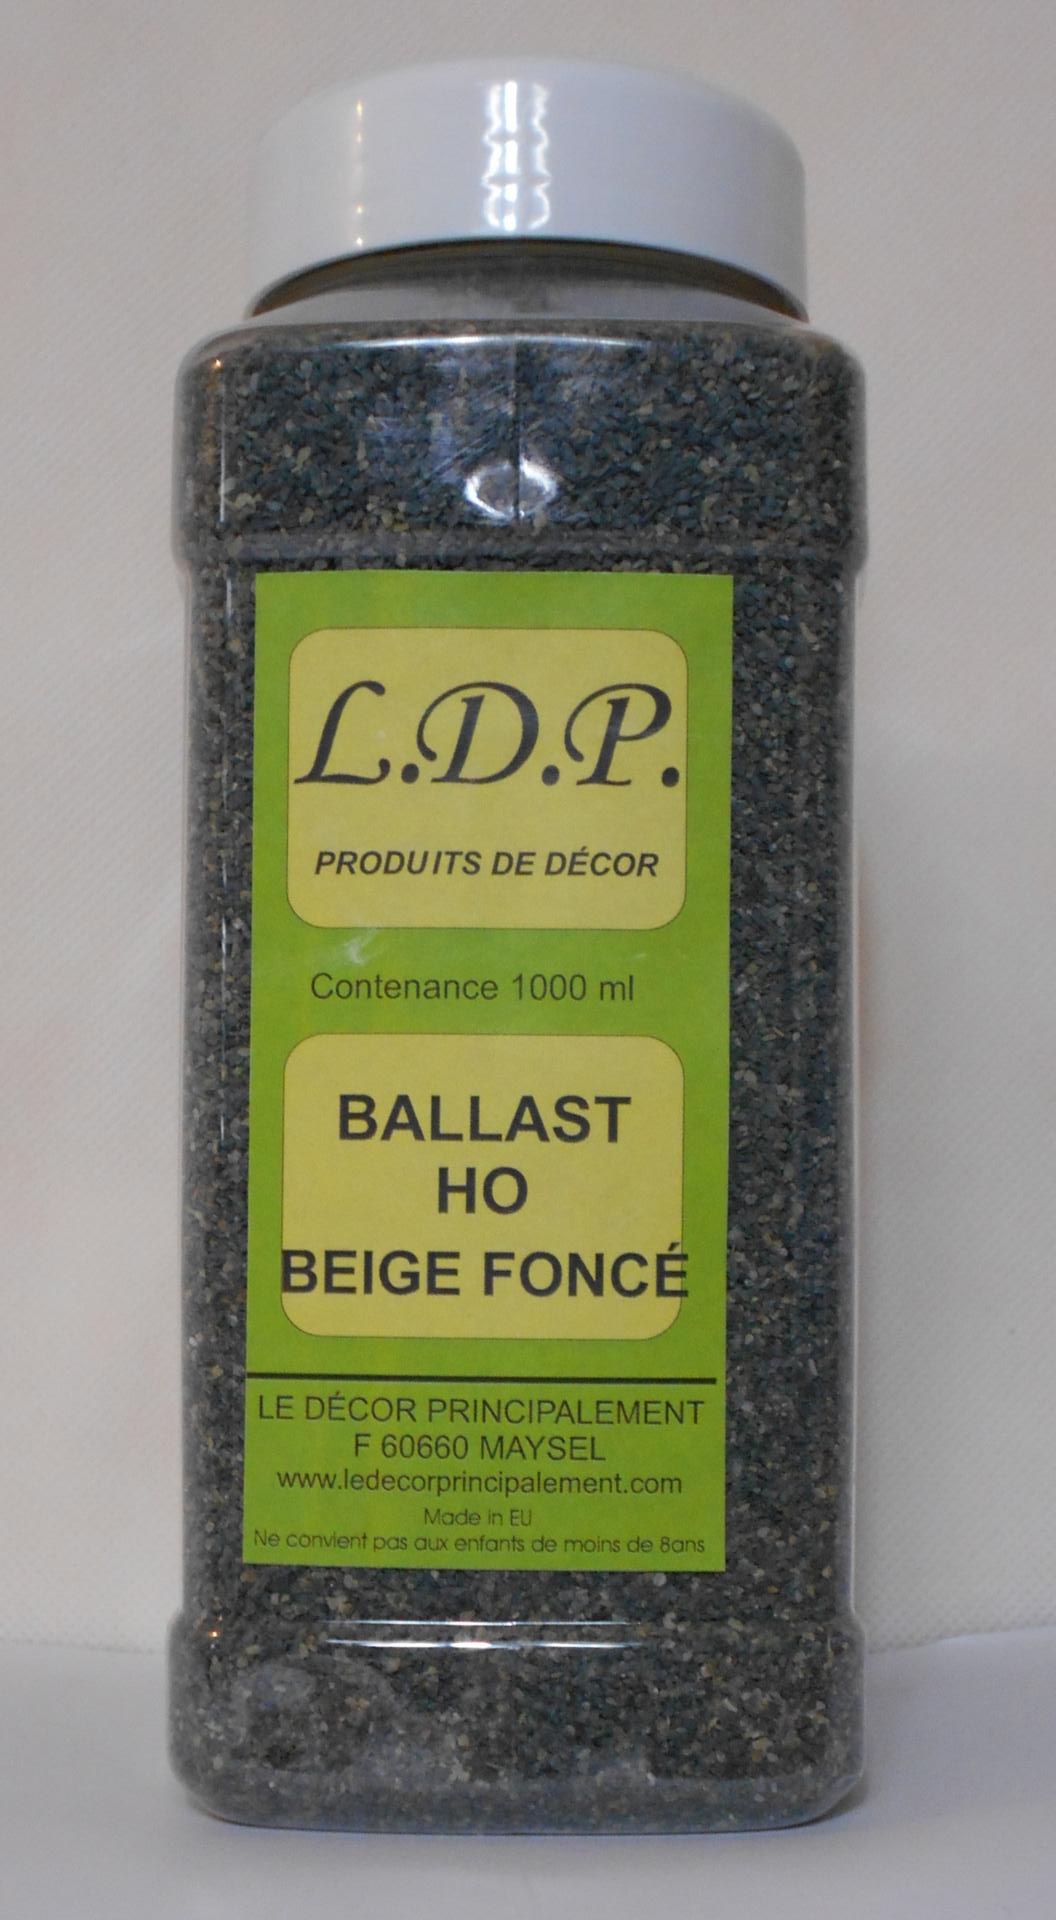 L.D.P.
PRODUITS DE DÉCOR
Contenance 1000 ml
BALLAST
HO
BEIGE FONCÉ
LE DÉCOR PRINCIPALEMENT
F 60660 MAYSEL
www.ledecorprincipalement.com
Made in EU
Ne convient pas aux enfants de moins de 8ans